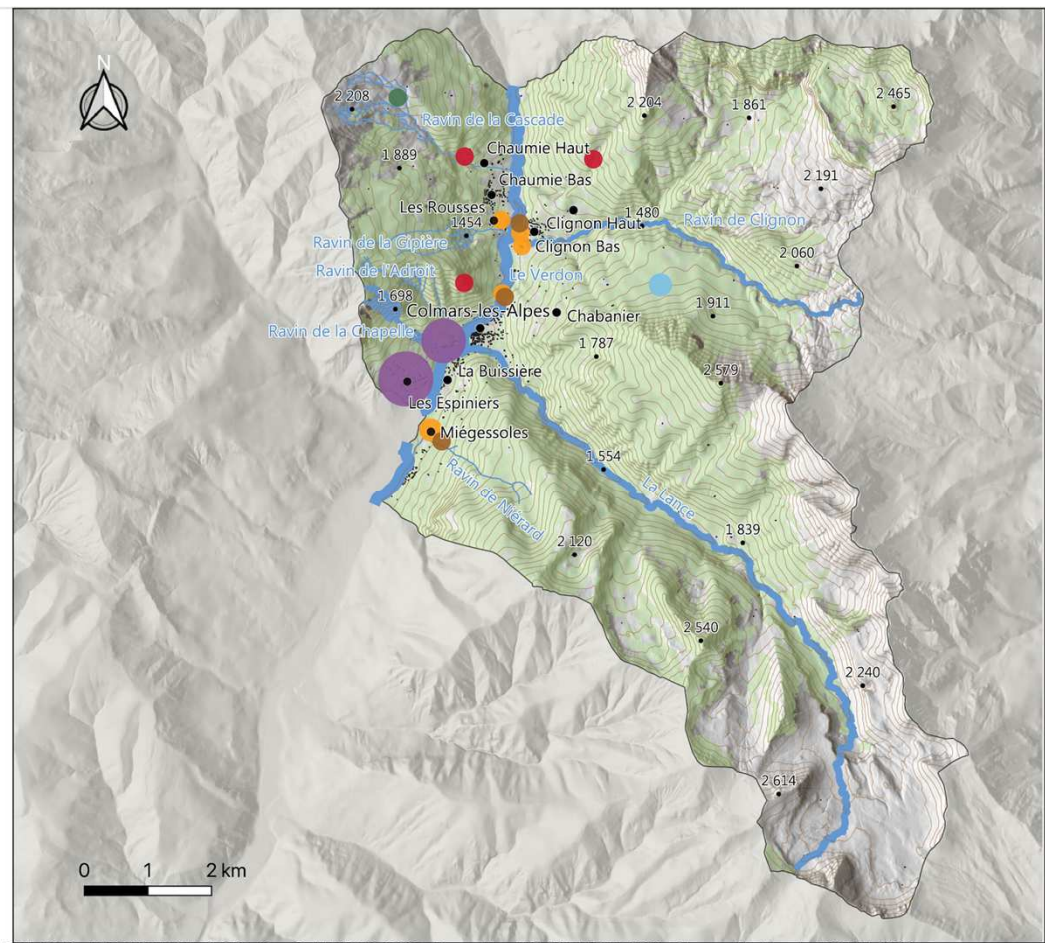 N
2 465
2 208
2 204
1 861
Ravin de la Cascade
Chaumie Haut
1 889
Chaumie Bas
2 191
Les Rousses
1 480
Ravin de Clignon
1454
Clignon Haut
Ravin de la Gipière
Clignon Bas
2 060
Ravin de l'Adroit
Le Verdon
1 698
Colmars-les-Alpes
Chabanier
1 911
Ravin de la Chapelle
1 787
La Buissière
2 579
Les Espiniers
Miégessoles
1 554
Ravin de Niérard
La Lance
1 839
2 120
2 540
2 240
2 614
0 1 2 km